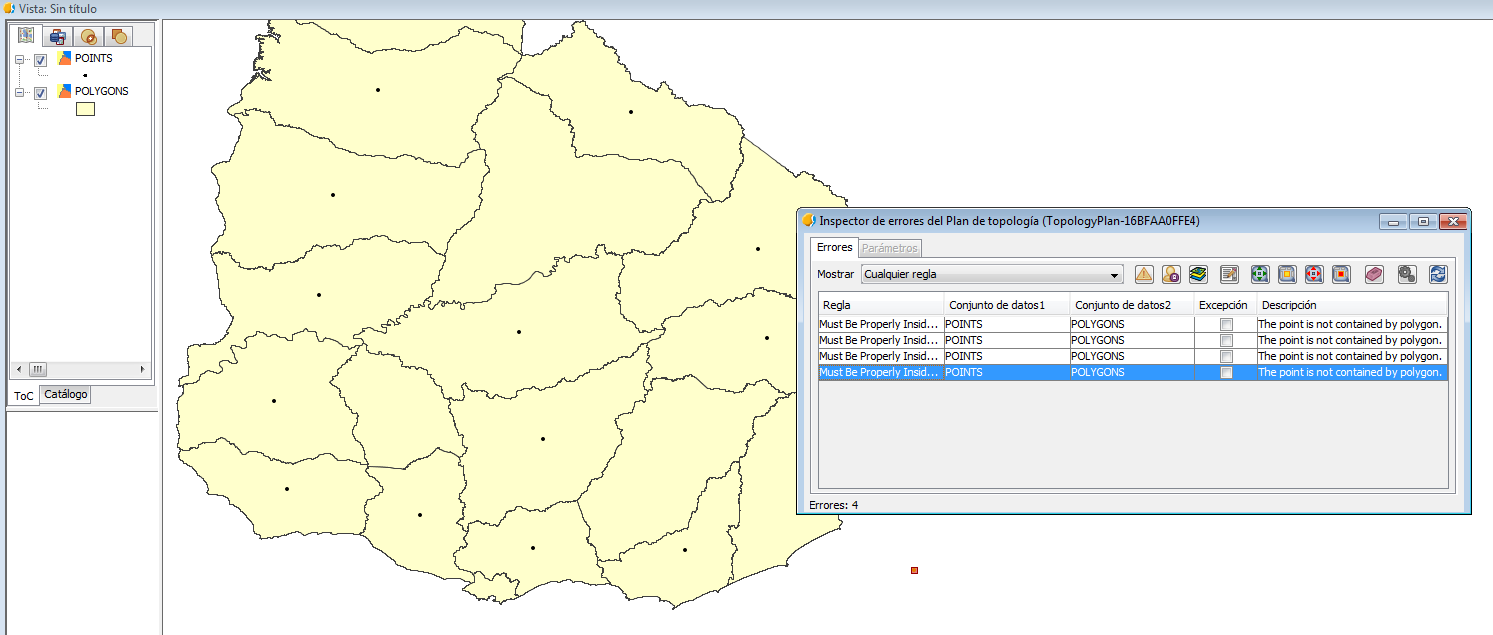 Vista: Sin título
POINTS
POLYGONS
ToC Catálogo
Inspector de errores del Plan de topología (TopologyPlan-16BFAA0FFE4)
Errores Parámetros
Mostrar Cualquier regla
Regla Conjunto de datos1 Conjunto de datos2 Excepción Descripción
Must Be Properly Insid... POINTS POLYGONS The point is not contained by polygon.
Must Be Properly Insid... POINTS POLYGONS The point is not contained by polygon.
Must Be Properly Insid... POINTS POLYGONS The point is not contained by polygon.
Must Be Properly Insid... POINTS POLYGONS The point is not contained by polygon.
Errores: 4